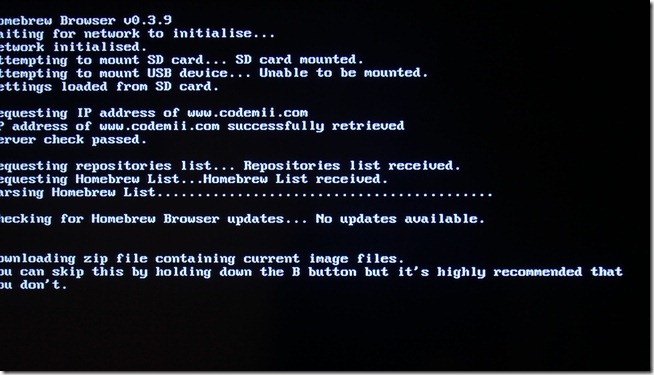 omebrew Browser v0.3.9
aiting for network to initialise...
etwork initialised.
ttempting to mount SD card... SD card mounted.
ttempting to mount USB device... Unable to be mounted.
ettings loaded from SD card.
equesting IP address of www.codemii.com
P address of www.codemii.com successfully retrieved
erver check passed.
equesting repositories list... Repositories list received.
equesting Homebrew List...Homebrew List received.
arsing Homebrew List..........................................
hecking for Homebrew Browser updates... No updates available.
ownloading zip file containing current image files.
ou can skip this by holding down the B button but it's highly recommended that
ou don't.